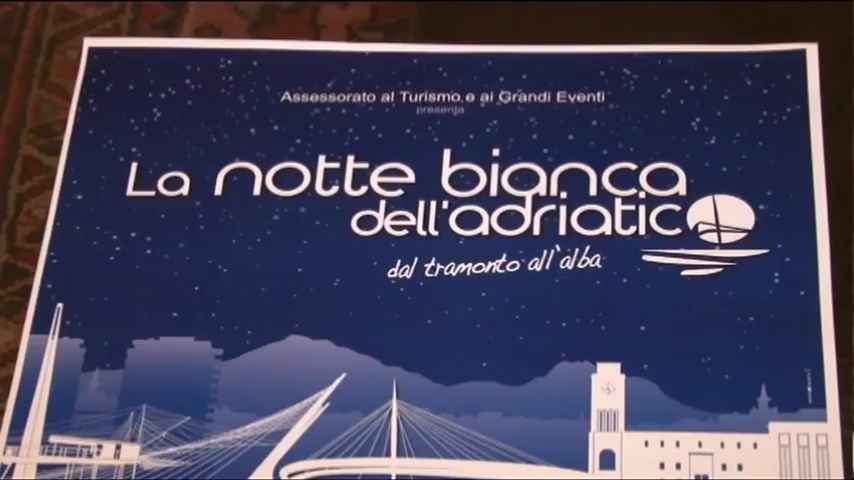 Assessorato al Turismo e ai Grandi Eventi
presenta
La notte bianca
dell'adriatico
dal tramonto all'alba